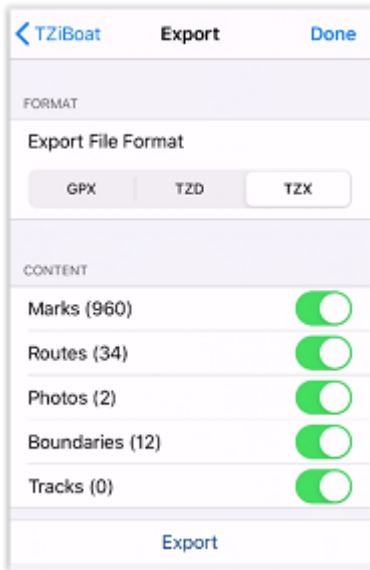 TZiBoat Export Done
FORMAT
Export File Format
GPX TZD TZX
CONTENT
Marks (960)
Routes (34)
Photos (2)
Boundaries (12)
Tracks (0)
Export